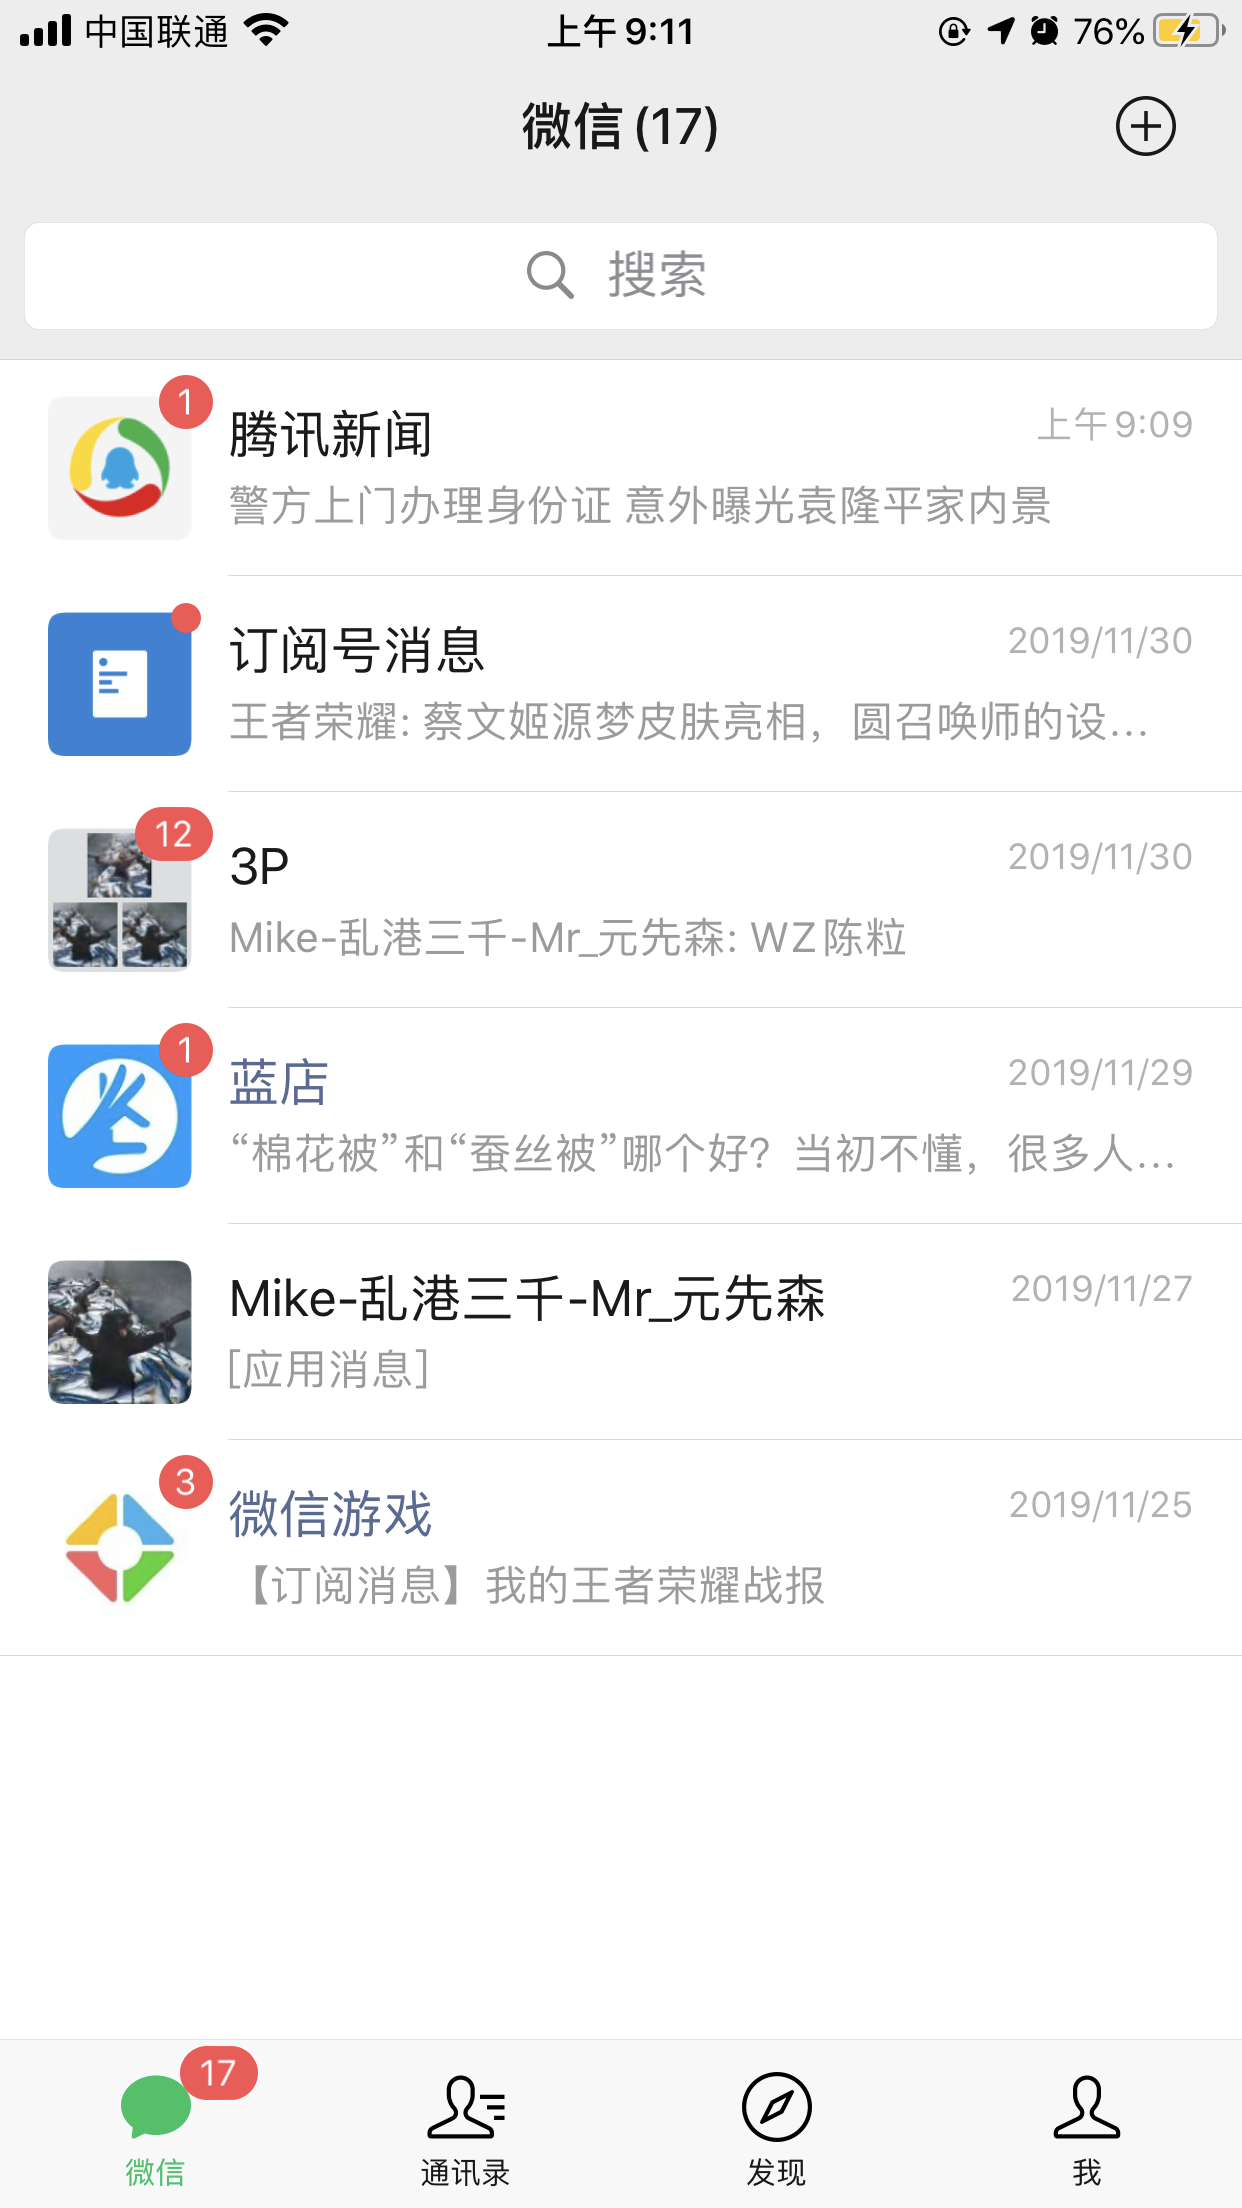 中国联通 上午 9:11 76%
微信(17)
搜索
1
腾讯新闻 上午9:09
警方上门办理身份证 意外曝光袁隆平家内景
订阅号消息 2019/11/30
王者荣耀: 蔡文姬源梦皮肤亮相，圆召唤师的设...
12
3P 2019/11/30
Mike-乱港三千-Mr_元先森: WZ陈粒
1
蓝店 2019/11/29
“棉花被”和“蚕丝被”哪个好？当初不懂，很多人...
Mike-乱港三千-Mr_元先森 2019/11/27
[应用消息]
3
微信游戏 2019/11/25
【订阅消息】我的王者荣耀战报
17
微信 通讯录 发现 我